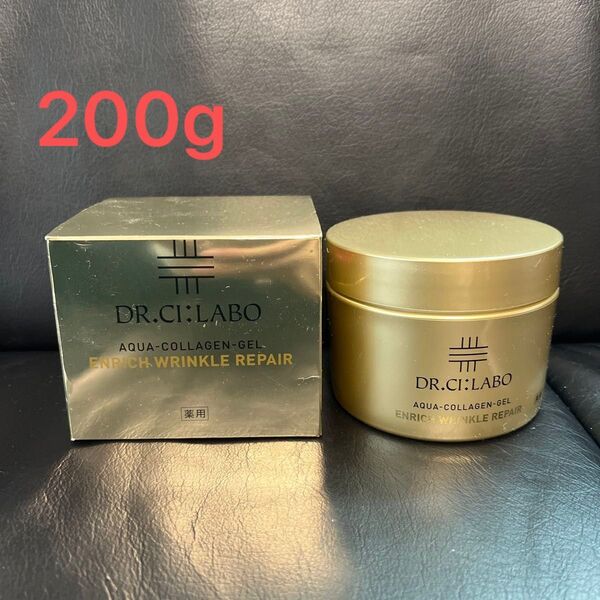 200g
DR.CI:LABO
AQUA-COLLAGEN-GEL
ENRICH WRINKLE REPAIR
薬用
DR.CI:LABO
AQUA-COLLAGEN-GEL
ENRICH WRINKLE REPAIR